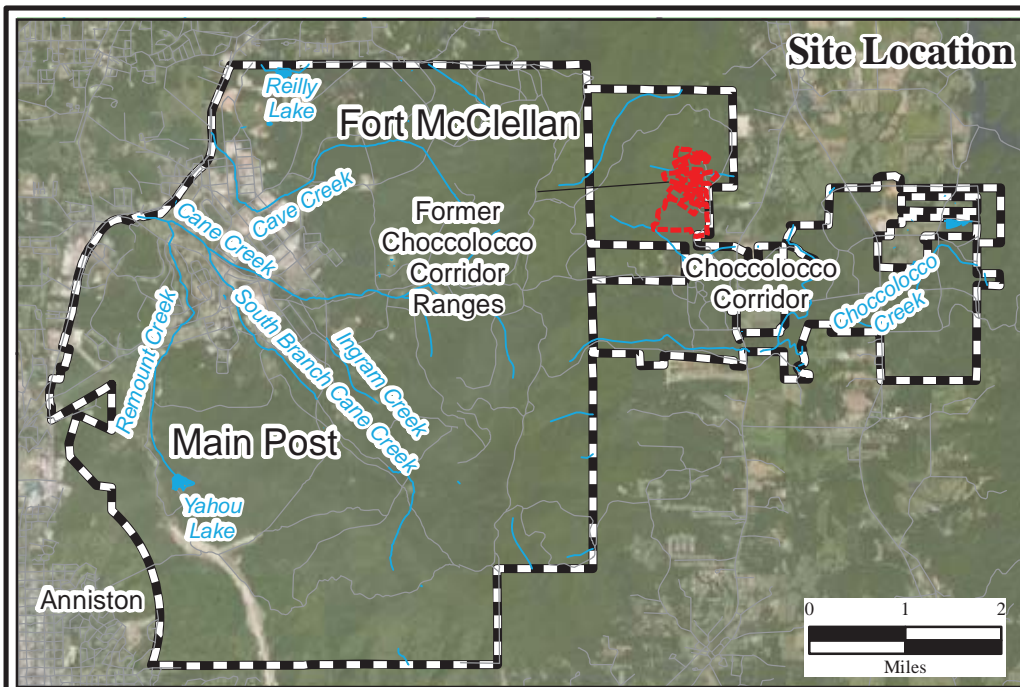 Site Location
Reilly
Lake
Fort McClellan
Cave Creek
Cane Creek
Former
Choccolocco
Corridor
Ranges
Choccolocco
Corridor
Choccolocco
Creek
Remount Creek
South Branch Cane Creek
Ingram Creek
Main Post
Yahou
Lake
Anniston
0 1 2
Miles